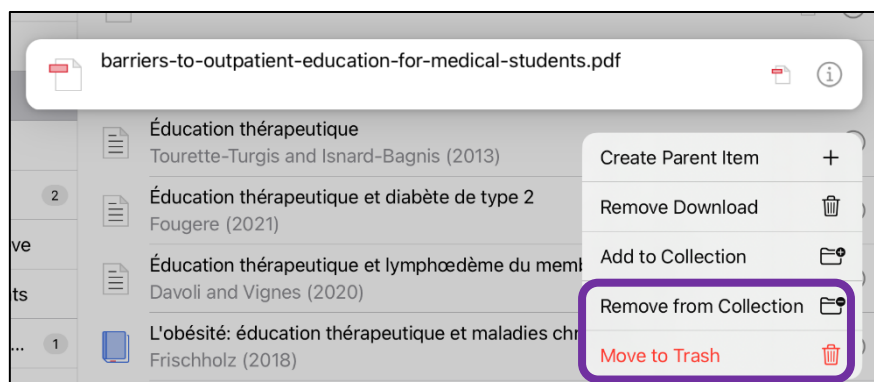 barriers-to-outpatient-education-for-medical-students.pdf
Éducation thérapeutique
Tourette-Turgis and Isnard-Bagnis (2013)
Create Parent Item
2
Éducation thérapeutique et diabète de type 2
Remove Download
Fougere (2021)
ve
Éducation thérapeutique et lymphœdème du memb
Add to Collection
ts
Davoli and Vignes (2020)
Remove from Collection
... 1
L'obésité: éducation thérapeutique et maladies chr
Frischholz (2018)
Move to Trash